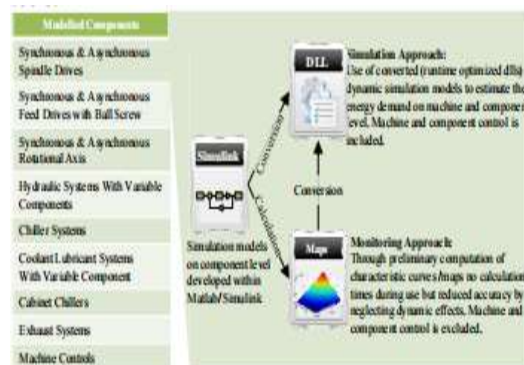 Modelled Components
Synchronous & Asynchronous
Spindle Drives
Synchronous & Asynchronous
Feed Drives with Ball Screw
Synchronous & Asynchronous
Rotational Axis
Hydraulic Systems With Variable
Components
Chiller Systems
Coolant Lubricant Systems
With Variable Component
Cabinet Chillers
Exhaust Systems
Machine Controls
Simulink
Simulation models
on component level
developed within
Matlab/Simulink
Conversion
Calculation
DLL
Conversion
Maps
Simulation Approach:
Use of converted (runtime optimized dlls)
dynamic simulation models to estimate the
energy demand on machine and component
level. Machine and component control is
included.
Monitoring Approach:
Through preliminary computation of
characteristic curves/maps no calculation
times during use but reduced accuracy by
neglecting dynamic effects. Machine and
component control is excluded.